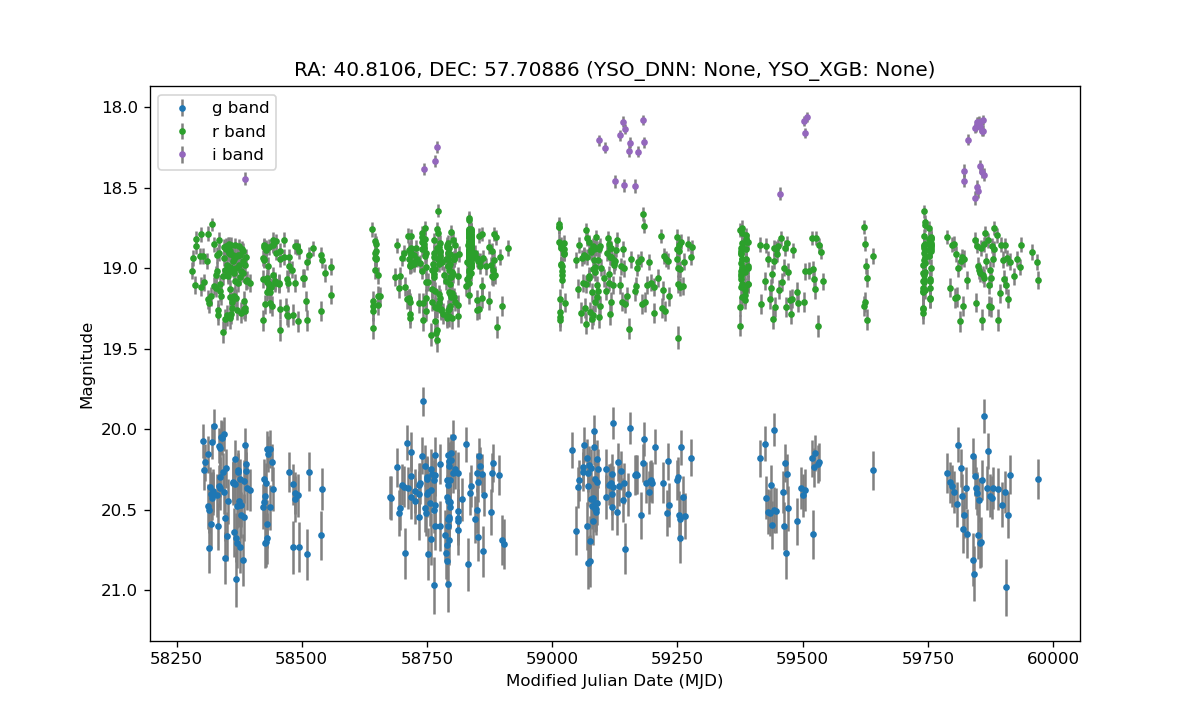 RA: 40.8106, DEC: 57.70886 (YSO_DNN: None, YSO_XGB: None)
g band
r band
i band
18.0
18.5
19.0
19.5
20.0
20.5
21.0
Magnitude
58250 58500 58750 59000 59250 59500 59750 60000
Modified Julian Date (MJD)